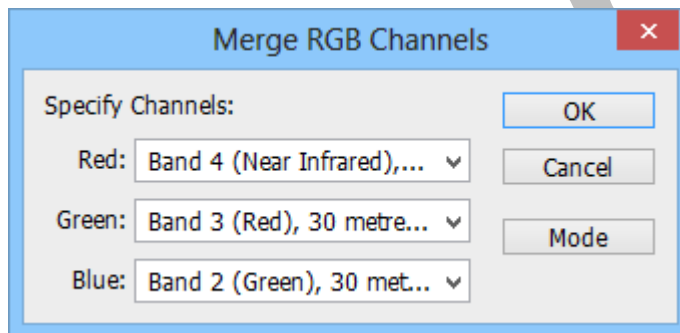 Merge RGB Channels
Specify Channels:
OK
Red: Band 4 (Near Infrared),...
Cancel
Green: Band 3 (Red), 30 metre...
Mode
Blue: Band 2 (Green), 30 met...